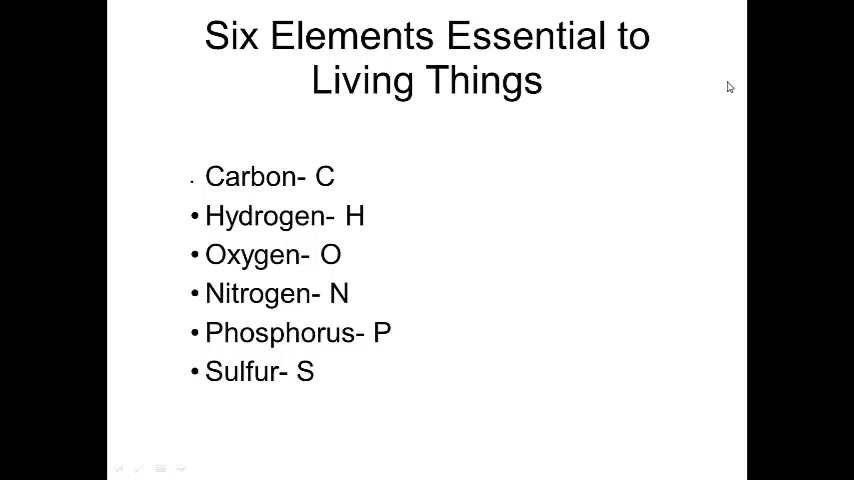 Six Elements Essential to
Living Things
· Carbon- C
• Hydrogen- H
• Oxygen- O
• Nitrogen- N
• Phosphorus- P
• Sulfur- S